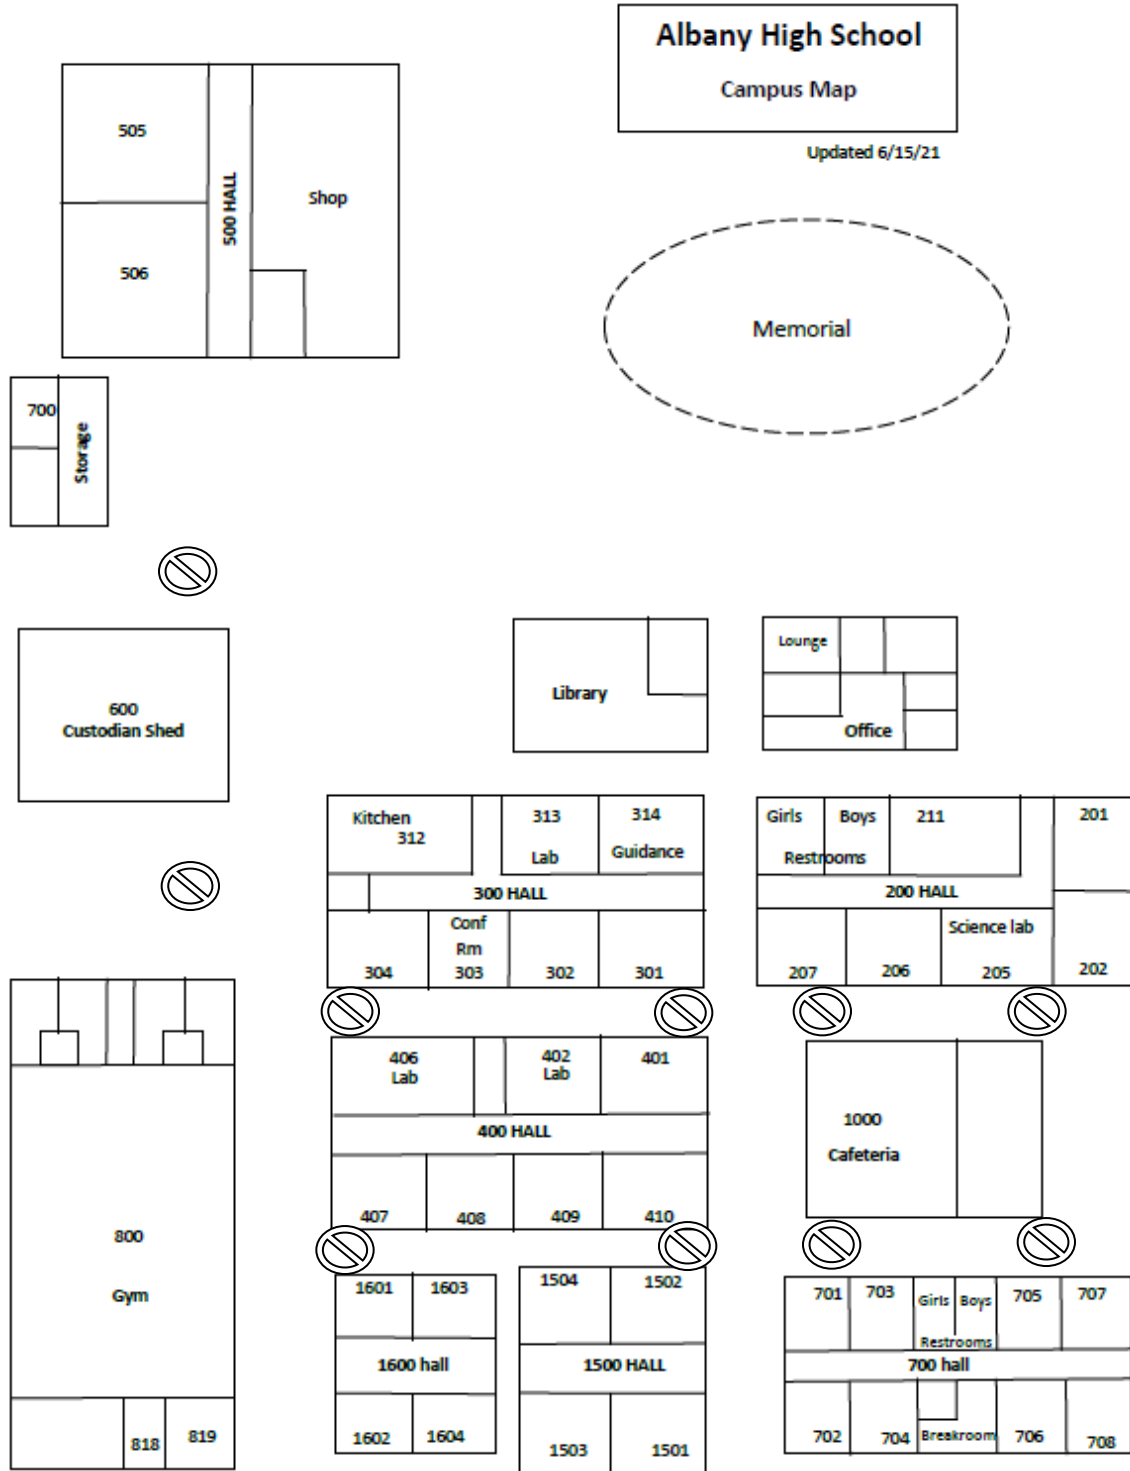 Albany High School
Campus Map
Updated 6/15/21
505
500 HALL
Shop
506
Memorial
700
Storage
600
Custodian Shed
Library
Lounge
Office
Kitchen
312
313
Lab
314
Guidance
300 HALL
304
Conf
Rm
303
302
301
Girls
Boys
Restrooms
211
201
200 HALL
207
206
Science lab
205
202
406
Lab
402
Lab
401
400 HALL
407
408
409
410
1000
Cafeteria
800
Gym
818
819
1601
1603
1600 hall
1602
1604
1504
1502
1500 HALL
1503
1501
701
703
Girls
Boys
Restrooms
705
707
700 hall
702
704
Breakroom
706
708